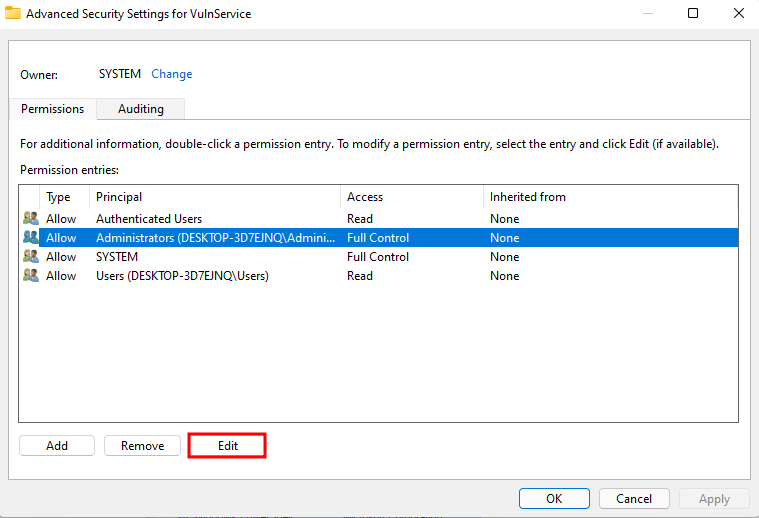 Advanced Security Settings for VulnService
Owner: SYSTEM Change
Permissions Auditing
For additional information, double-click a permission entry. To modify a permission entry, select the entry and click Edit (if available).
Permission entries:
Type Principal Access Inherited from
Allow Authenticated Users Read None
Allow Administrators (DESKTOP-3D7EJNQ\Admini... Full Control None
Allow SYSTEM Full Control None
Allow Users (DESKTOP-3D7EJNQ\Users) Read None
Add Remove Edit
OK Cancel Apply